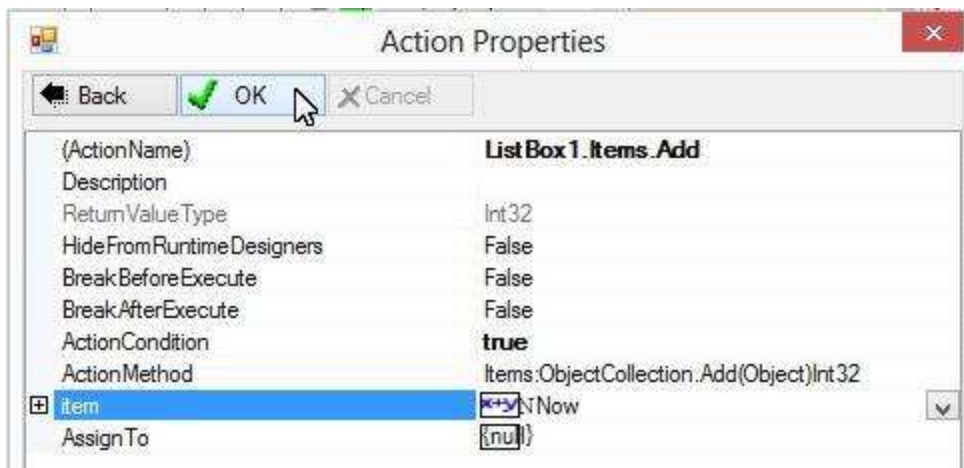 Action Properties
Back OK Cancel
(ActionName) ListBox1.Items.Add
Description
ReturnValueType Int32
HideFromRuntimeDesigners False
BreakBeforeExecute False
BreakAfterExecute False
ActionCondition true
ActionMethod Items:ObjectCollection.Add(Object)Int32
item x+y N Now
AssignTo {null}